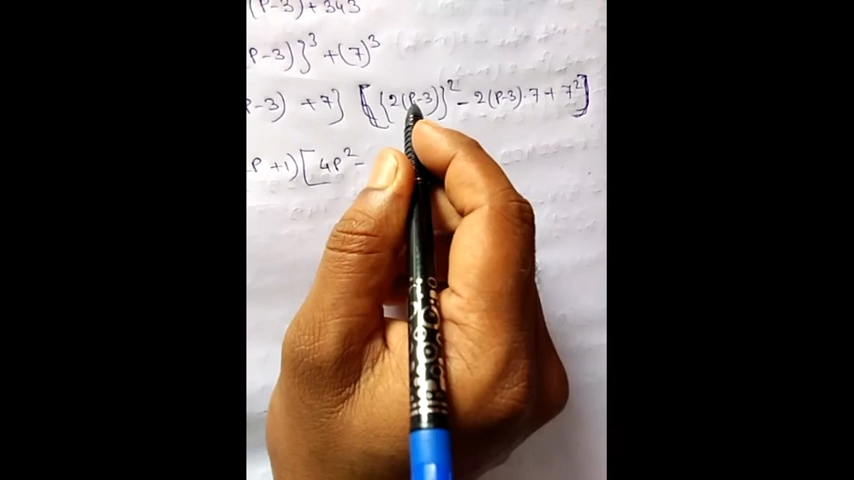 (P-3)+343
P-3)}³+(7)³
P-3) +7} [{2(P-3)}²-2(P-3)·7+7²]
P+1)[4P²-